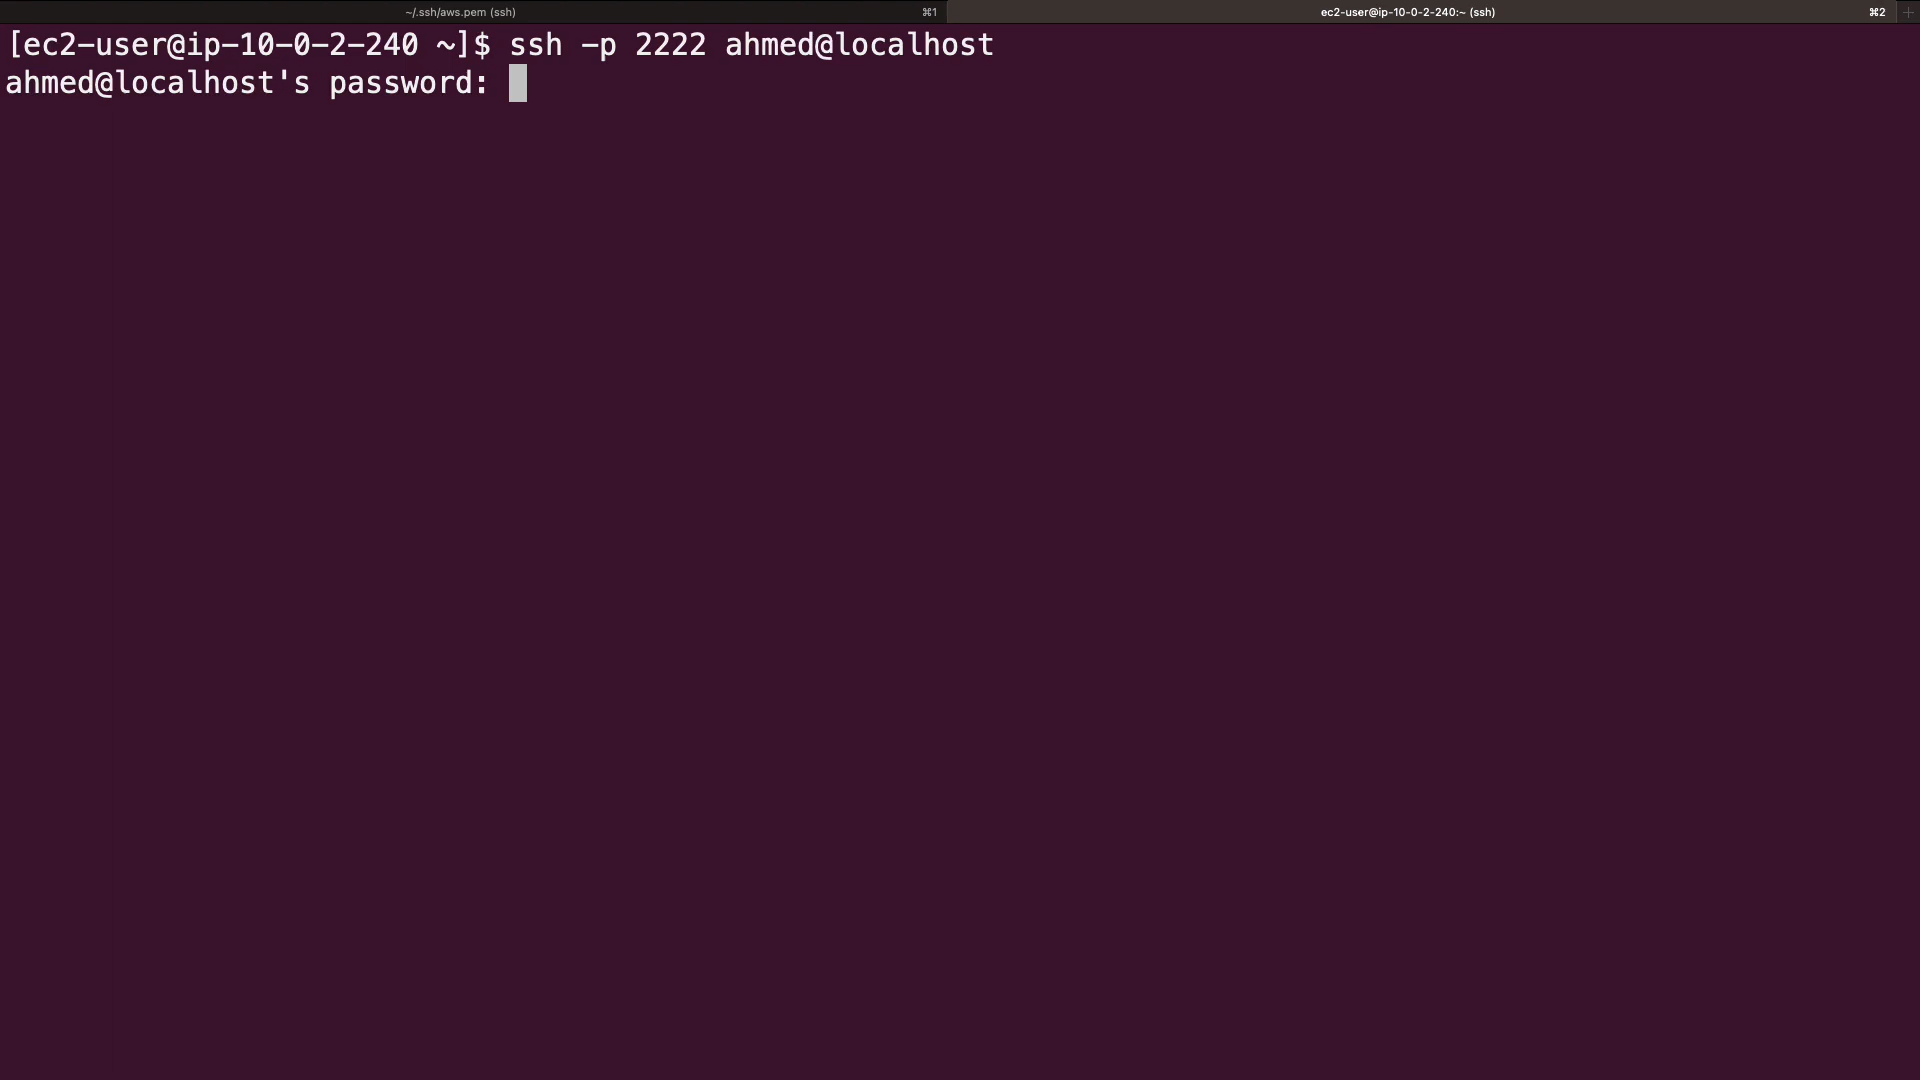 ~/.ssh/aws.pem (ssh) ⌘1 ec2-user@ip-10-0-2-240:~ (ssh) ⌘2 +
[ec2-user@ip-10-0-2-240 ~]$ ssh -p 2222 ahmed@localhost
ahmed@localhost's password: